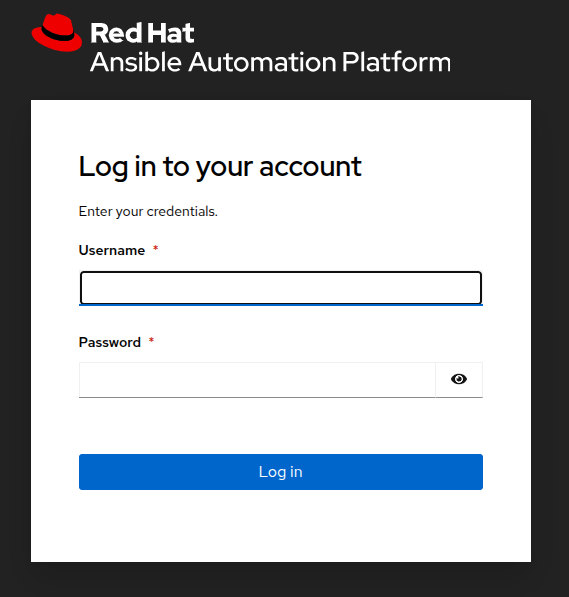 Red Hat
Ansible Automation Platform
Log in to your account
Enter your credentials.
Username *
Password *
Log in